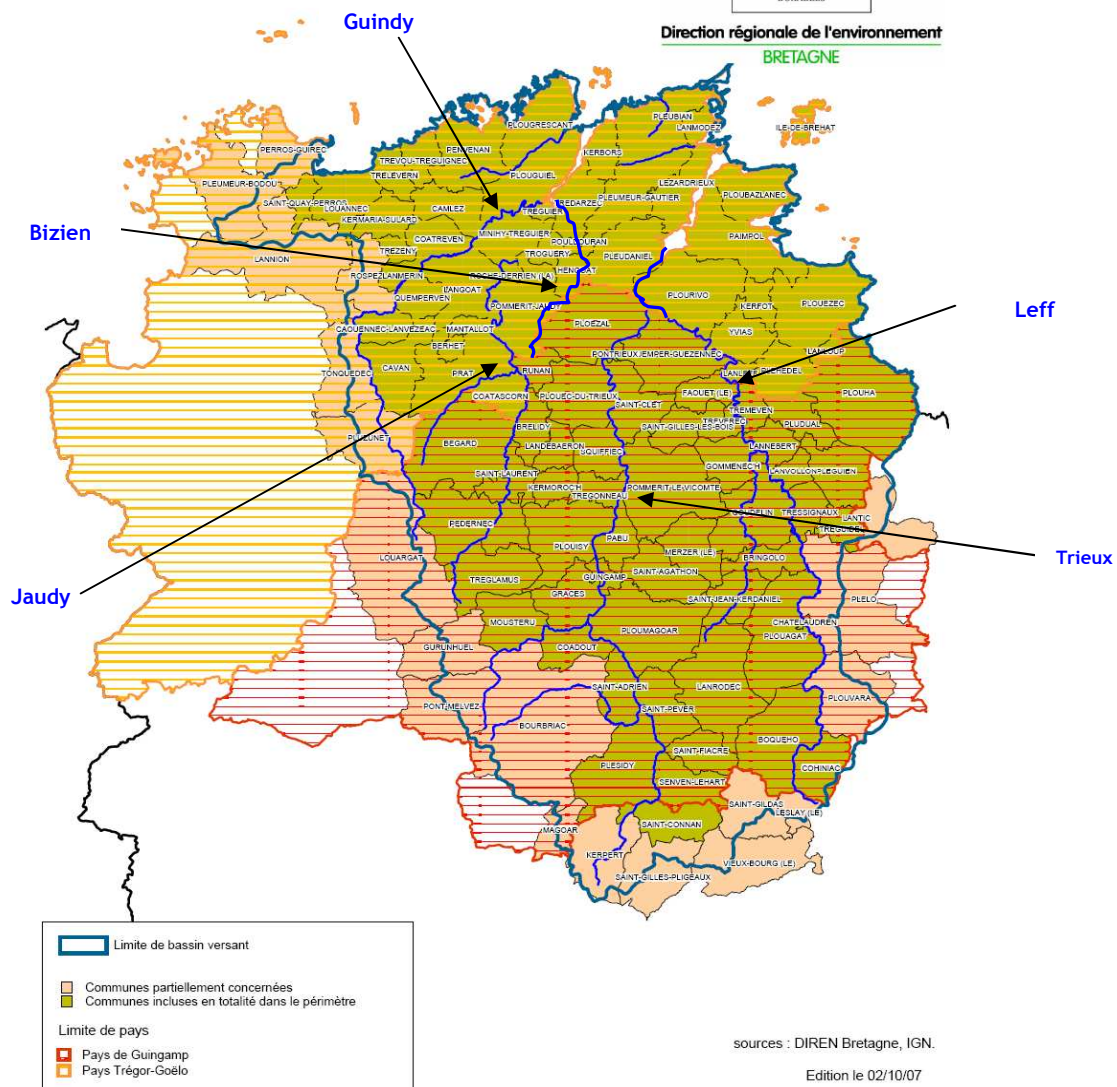 Direction régionale de l'environnement
BRETAGNE
Guindy
Bizien
Leff
Trieux
Jaudy
PLOUGRESCANT
PLEUBIAN
LANMODEZ
ILE-DE-BREHAT
PERROS-GUIREC
PENVENAN
KERBORS
TREVOU-TREGUIGNEC
TRELEVERN
PLOUGUIEL
PLEUMEUR-BODOU
LEZARDRIEUX
SAINT-QUAY-PERROS
LOUANNEC
PLEUMEUR-GAUTIER
PLOUBAZLANEC
CAMLEZ
TREGUIER
KERMARIA-SULARD
MINIHY-TREGUIER
COATREVEN
POULDOURAN
PAIMPOL
TREZENY
TROGUERY
PLEUDANIEL
LANNION
HENGOAT
ROSPEZ
LANMERIN
ROCHE-DERRIEN (LA)
LANGOAT
QUEMPERVEN
PLOURIVO
PLOUEZEC
KERFOT
POMMERIT-JAUDY
PLOEZAL
CAOUENNEC-LANVEZEAC
MANTALLOT
YVIAS
BERHET
PONTRIEUX
LANLOUP
CAVAN
PRAT
RUNAN
TONQUEDEC
PLEHEDEL
COATASCORN
PLOUEC-DU-TRIEUX
FAOUET (LE)
PLOUHA
SAINT-CLET
TREMEVEN
TREVEREC
BRELIDY
SAINT-GILLES-LES-BOIS
PLUDUAL
PLUZUNET
BEGARD
LANDEBAERON
SQUIFFIEC
LANNEBERT
GOMMENEC'H
LANVOLLON
PLEGUIEN
SAINT-LAURENT
KERMOROC'H
TREGONNEAU
POMMERIT-LE-VICOMTE
GOUDELIN
TRESSIGNAUX
LANTIC
PEDERNEC
TREGUIDEL
PABU
PLOUISY
MERZER (LE)
BRINGOLO
LOUARGAT
SAINT-AGATHON
TREGLAMUS
GUINGAMP
GRACES
SAINT-JEAN-KERDANIEL
PLELO
MOUSTERU
CHATELAUDREN
PLOUMAGOAR
PLOUAGAT
GURUNHUEL
COADOUT
SAINT-ADRIEN
LANRODEC
PLOUVARA
PONT-MELVEZ
SAINT-PEVER
BOURBRIAC
BOQUEHO
SAINT-FIACRE
PLESIDY
COHINIAC
SENVEN-LEHART
SAINT-GILDAS
LESLAY (LE)
SAINT-CONNAN
MAGOAR
KERPERT
VIEUX-BOURG (LE)
SAINT-GILLES-PLIGEAUX
Limite de bassin versant
Communes partiellement concernées
Communes incluses en totalité dans le périmètre
Limite de pays
Pays de Guingamp
Pays Trégor-Goëlo
sources : DIREN Bretagne, IGN.
Edition le 02/10/07